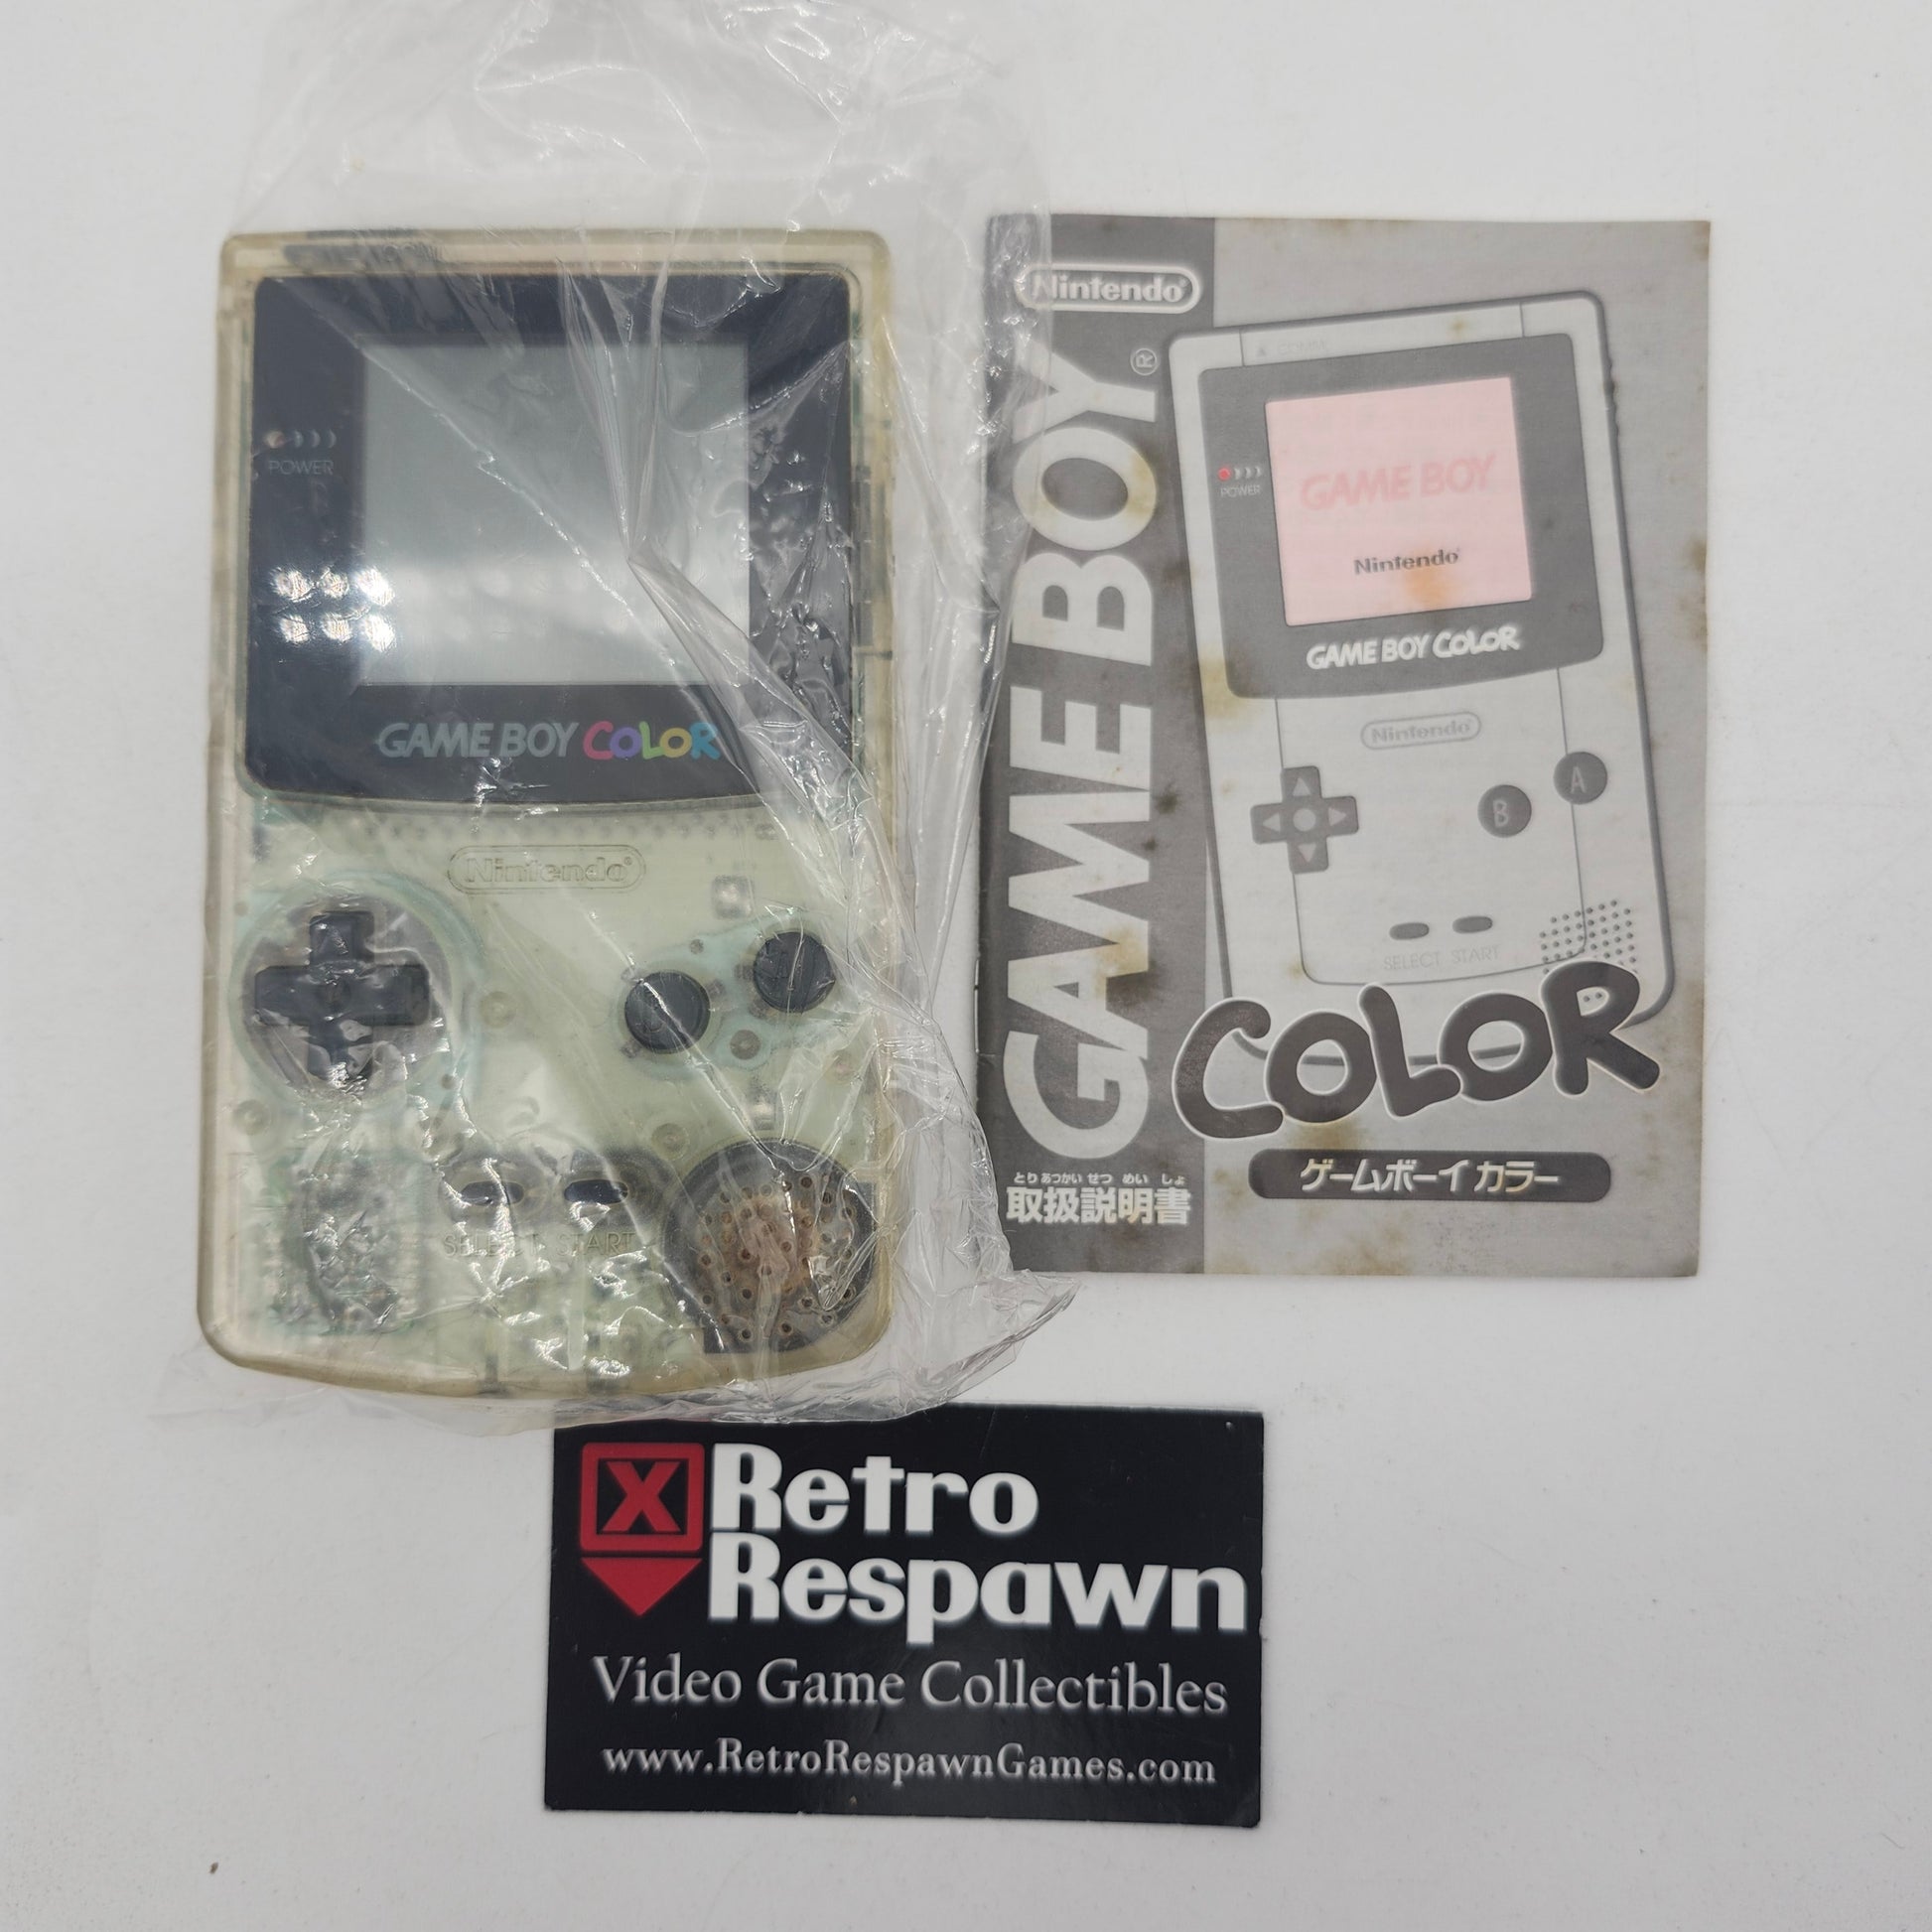 POWER
GAME BOY COLOR
Nintendo®
SELECT START
Nintendo®
GAME BOY®
POWER
GAME BOY
Nintendo®
GAME BOY COLOR
Nintendo
A
B
SELECT START
COLOR
ゲームボーイカラー
とりあつかいせつめいしょ
取扱説明書
X Retro
Respawn
Video Game Collectibles
www.RetroRespawnGames.com